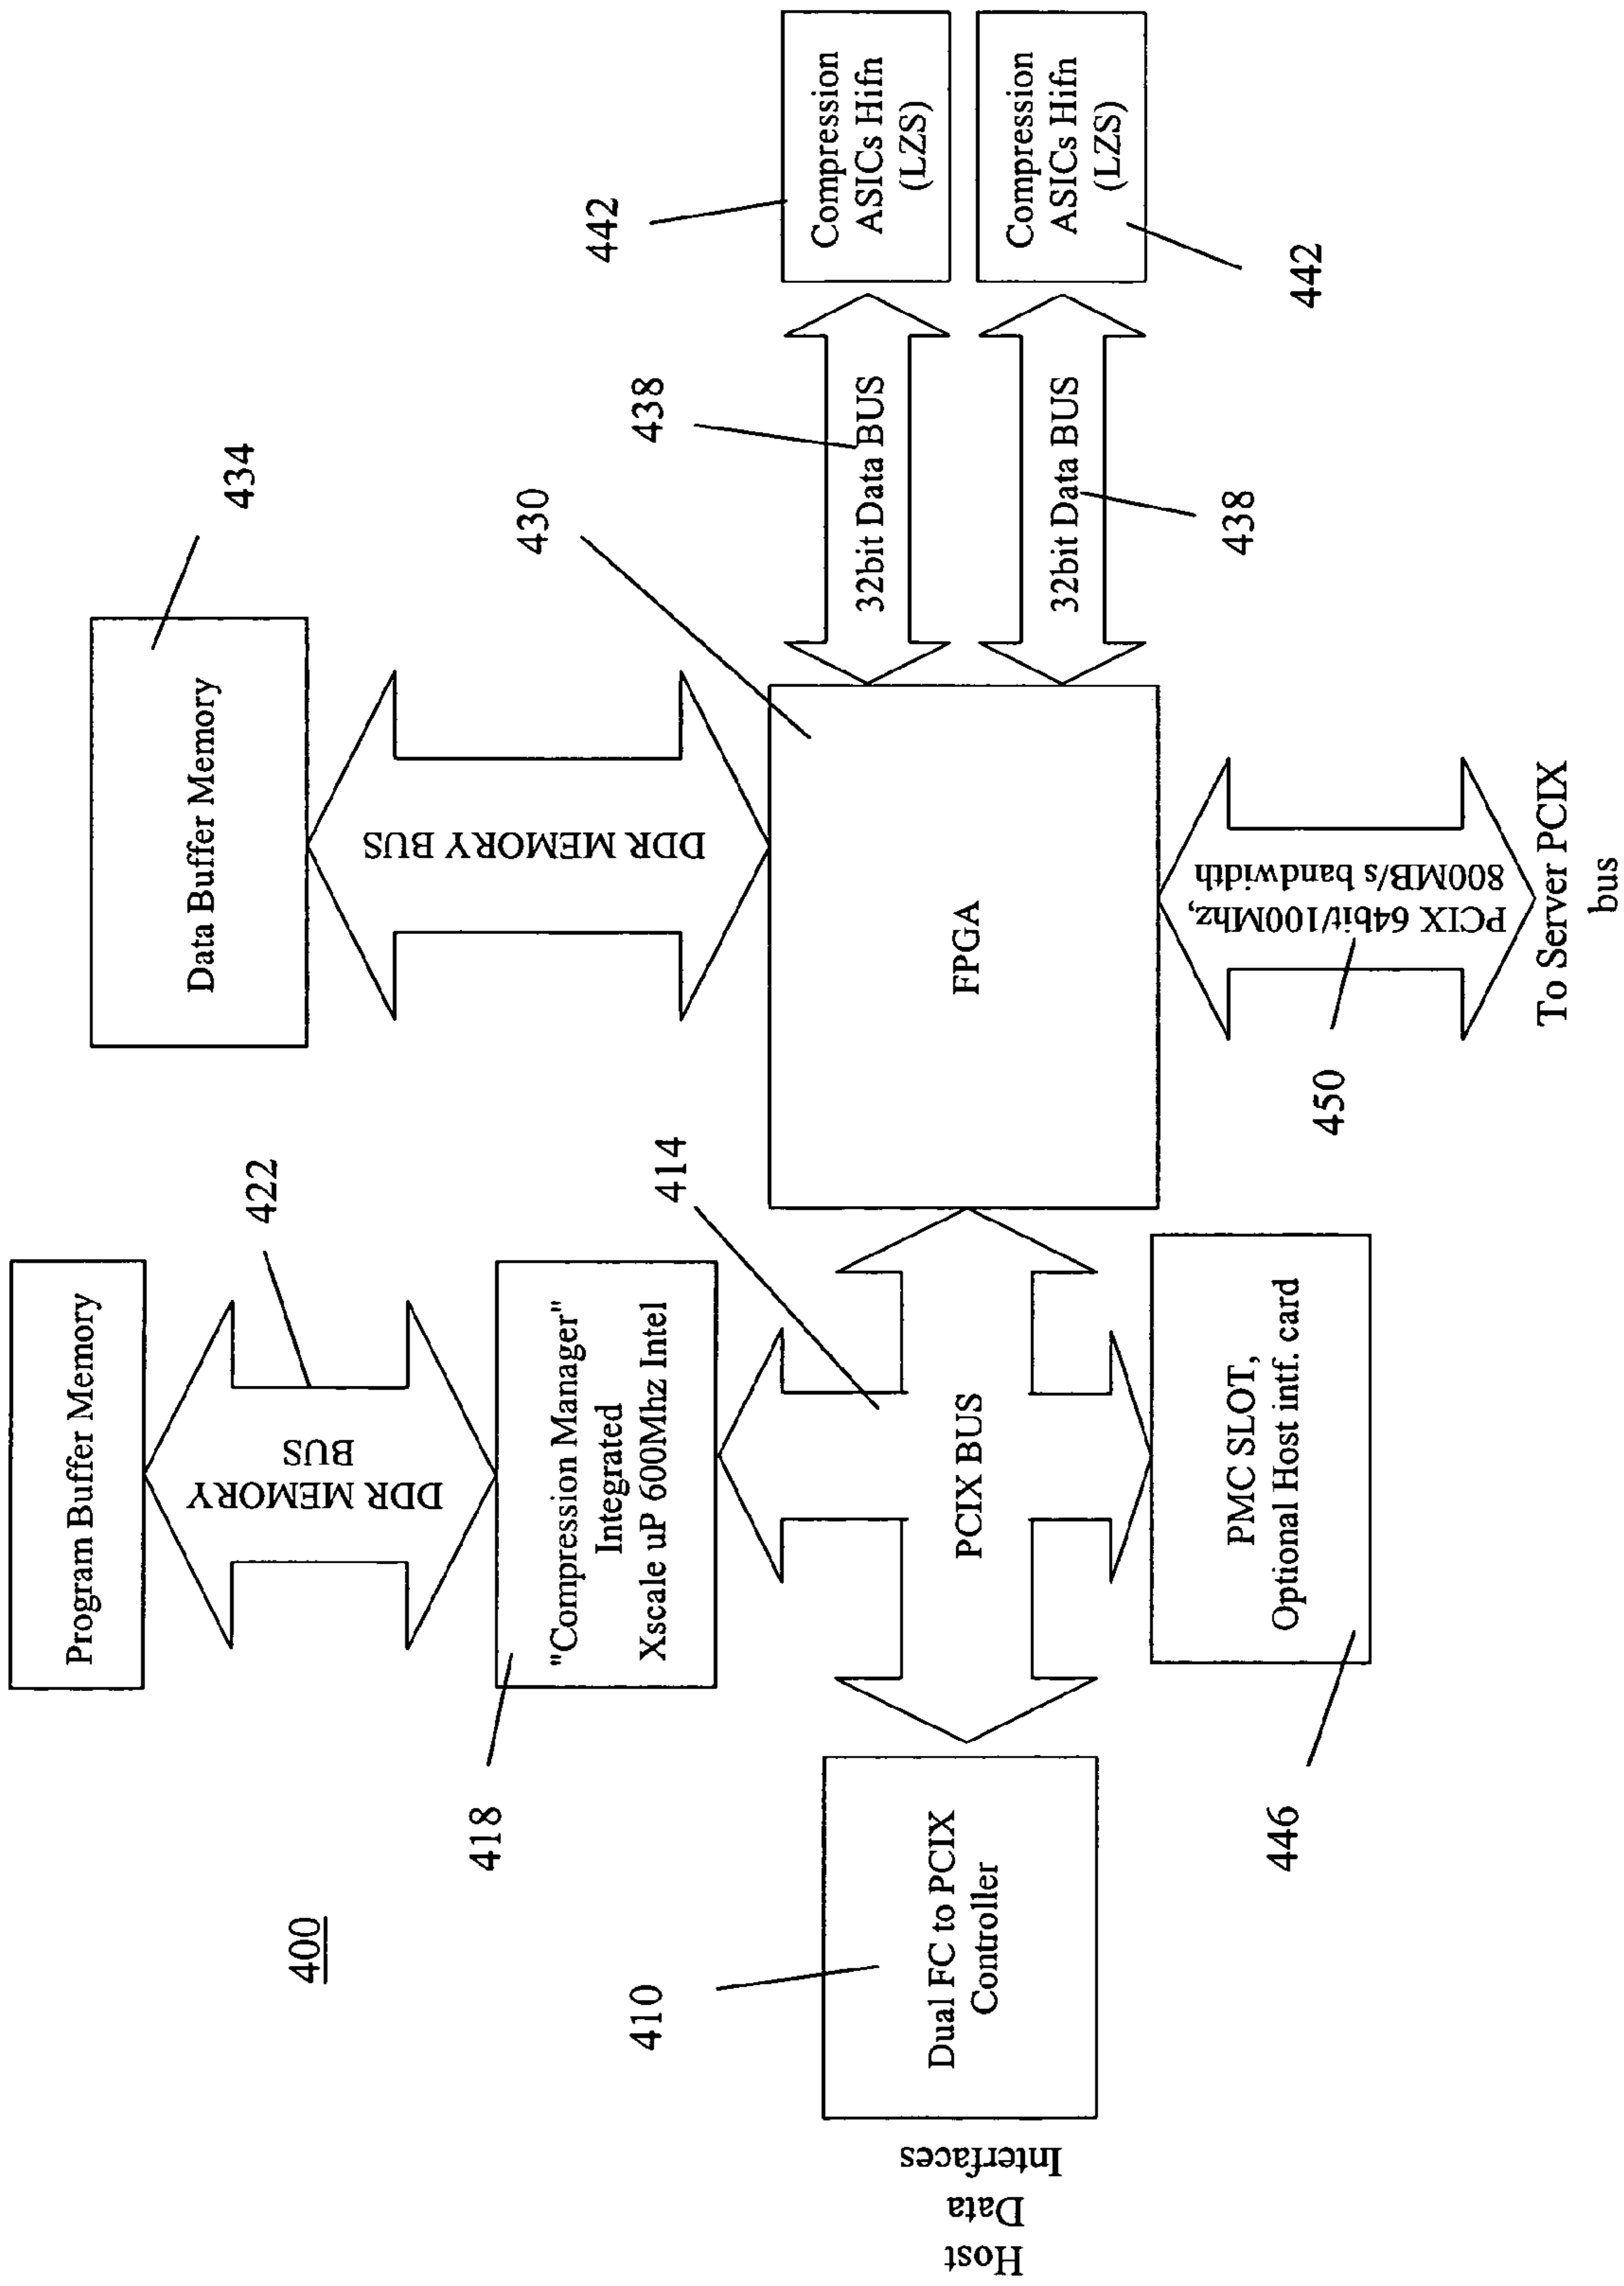 400
Program Buffer Memory
DDR MEMORY
BUS
422
418
"Compression Manager"
Integrated
Xscale uP 600Mhz Intel
Data Buffer Memory
434
DDR MEMORY BUS
430
414
Host
Data
Interfaces
410
Dual FC to PCIX
Controller
PCIX BUS
FPGA
438
32bit Data BUS
442
Compression
ASICs Hifn
(LZS)
32bit Data BUS
438
Compression
ASICs Hifn
(LZS)
442
446
PMC SLOT,
Optional Host intf. card
450
PCIX 64bit/100Mhz,
800MB/s bandwidth
To Server PCIX
bus